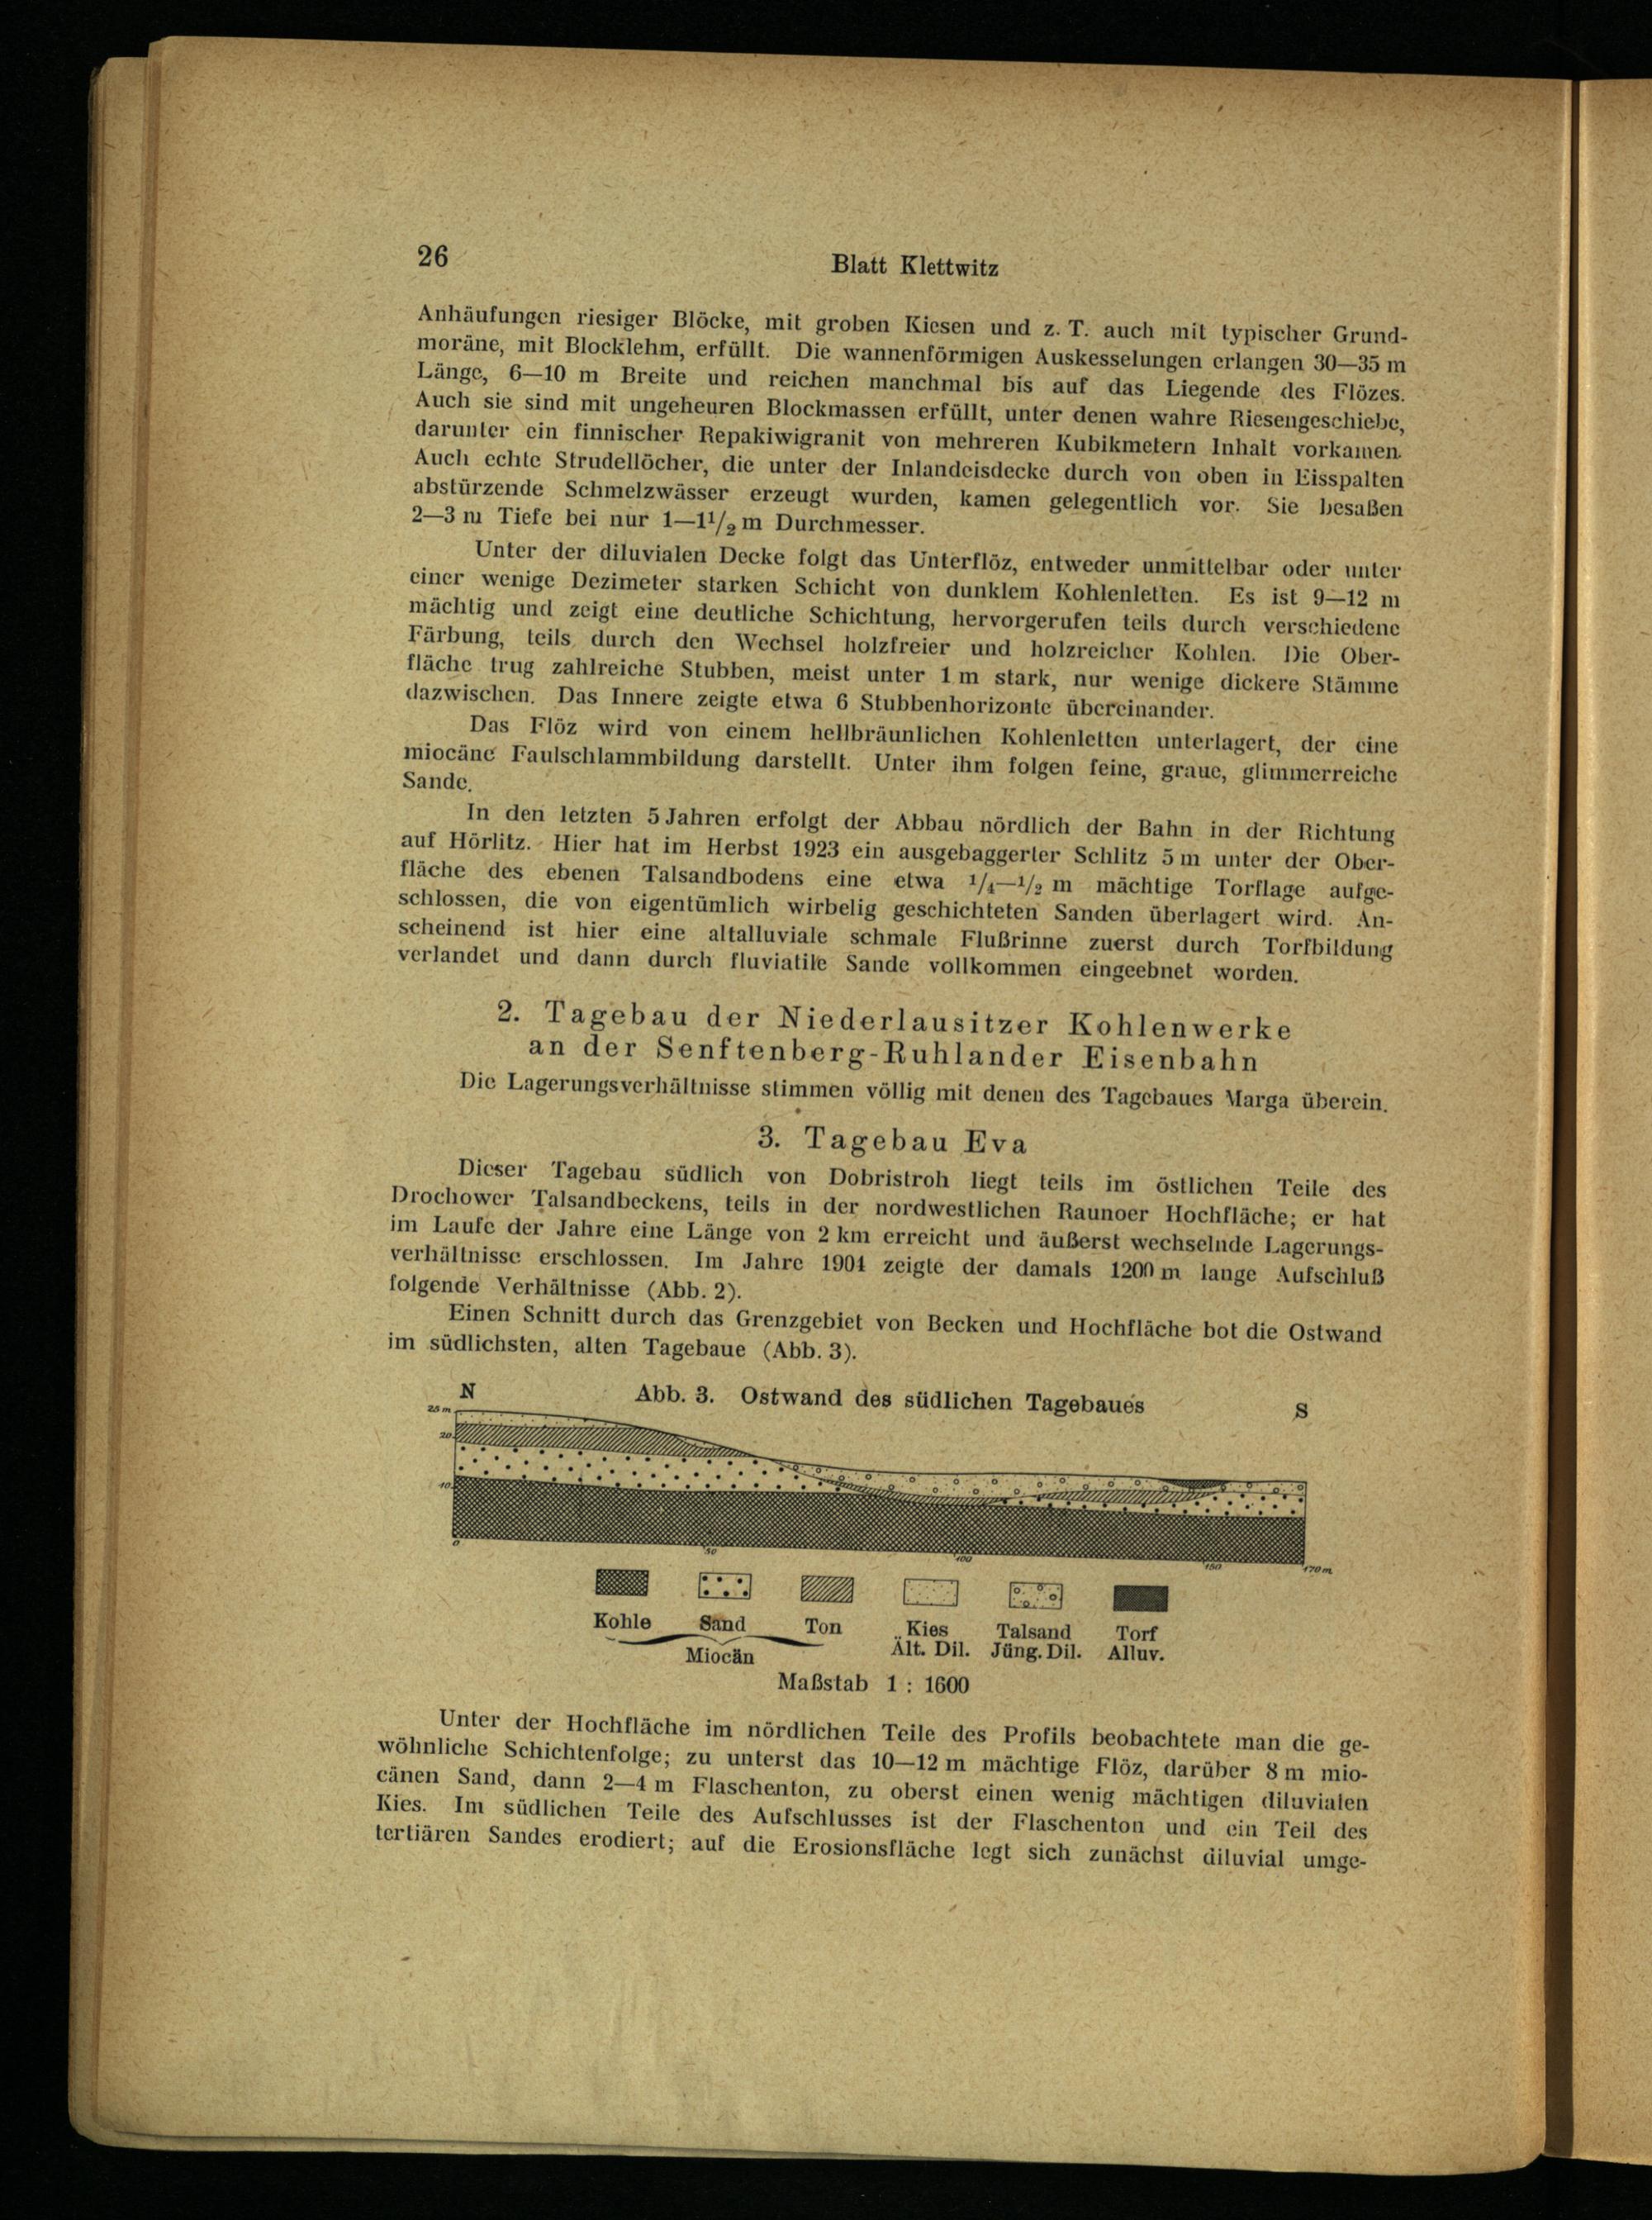 26
Blatt Klettwitz
Anhäufungen riesiger Blöcke, mit groben Kiesen und z. T. auch mit typischer Grund-
moräne, mit Blocklehm, erfüllt. Die wannenförmigen Auskesselungen erlangen 30—35 m
Länge, 6—10 m Breite und reichen manchmal bis auf das Liegende des Flözes.
Auch sie sind mit ungeheuren Blockmassen erfüllt, unter denen wahre Riesengeschiebe,
darunter ein finnischer Repakiwigranit von mehreren Kubikmetern Inhalt vorkamen.
Auch echte Strudellöcher, die unter der Inlandeisdecke durch von oben in Eisspalten
abstürzende Schmelzwässer erzeugt wurden, kamen gelegentlich vor. Sie besaßen
2—3 m Tiefe bei nur 1—1 1/2 m Durchmesser.
Unter der diluvialen Decke folgt das Unterflöz, entweder unmittelbar oder unter
einer wenige Dezimeter starken Schicht von dunklem Kohlenletten. Es ist 9—12 m
mächtig und zeigt eine deutliche Schichtung, hervorgerufen teils durch verschiedene
Färbung, teils durch den Wechsel holzfreier und holzreicher Kohlen. Die Ober-
fläche trug zahlreiche Stubben, meist unter 1 m stark, nur wenige dickere Stämme
dazwischen. Das Innere zeigte etwa 6 Stubbenhorizonte übereinander.
Das Flöz wird von einem hellbräunlichen Kohlenletten unterlagert, der eine
miocäne Faulschlammbildung darstellt. Unter ihm folgen feine, graue, glimmerreiche
Sande.
In den letzten 5 Jahren erfolgt der Abbau nördlich der Bahn in der Richtung
auf Hörlitz. Hier hat im Herbst 1923 ein ausgebaggerter Schlitz 5 m unter der Ober-
fläche des ebenen Talsandbodens eine etwa 1/4—1/2 m mächtige Torflage aufge-
schlossen, die von eigentümlich wirbelig geschichteten Sanden überlagert wird. An-
scheinend ist hier eine altalluviale schmale Flußrinne zuerst durch Torfbildung
verlandet und dann durch fluviatile Sande vollkommen eingeebnet worden.
2. Tagebau der Niederlausitzer Kohlenwerke
an der Senftenberg-Ruhlander Eisenbahn
Die Lagerungsverhältnisse stimmen völlig mit denen des Tagebaues Marga überein.
3. Tagebau Eva
Dieser Tagebau südlich von Dobristroh liegt teils im östlichen Teile des
Drochower Talsandbeckens, teils in der nordwestlichen Raunoer Hochfläche; er hat
im Laufe der Jahre eine Länge von 2 km erreicht und äußerst wechselnde Lagerungs-
verhältnisse erschlossen. Im Jahre 1904 zeigte der damals 1200 m lange Aufschluß
folgende Verhältnisse (Abb. 2).
Einen Schnitt durch das Grenzgebiet von Becken und Hochfläche bot die Ostwand
im südlichsten, alten Tagebaue (Abb. 3).
N Abb. 3. Ostwand des südlichen Tagebaues S
25 m
20
10
0 50 100 150 170 m
Kohle Sand Ton Kies Talsand Torf
Miocän Ält. Dil. Jüng. Dil. Alluv.
Maßstab 1 : 1600
Unter der Hochfläche im nördlichen Teile des Profils beobachtete man die ge-
wöhnliche Schichtenfolge; zu unterst das 10—12 m mächtige Flöz, darüber 8 m mio-
cänen Sand, dann 2—4 m Flaschenton, zu oberst einen wenig mächtigen diluvialen
Kies. Im südlichen Teile des Aufschlusses ist der Flaschenton und ein Teil des
tertiären Sandes erodiert; auf die Erosionsfläche legt sich zunächst diluvial umge-